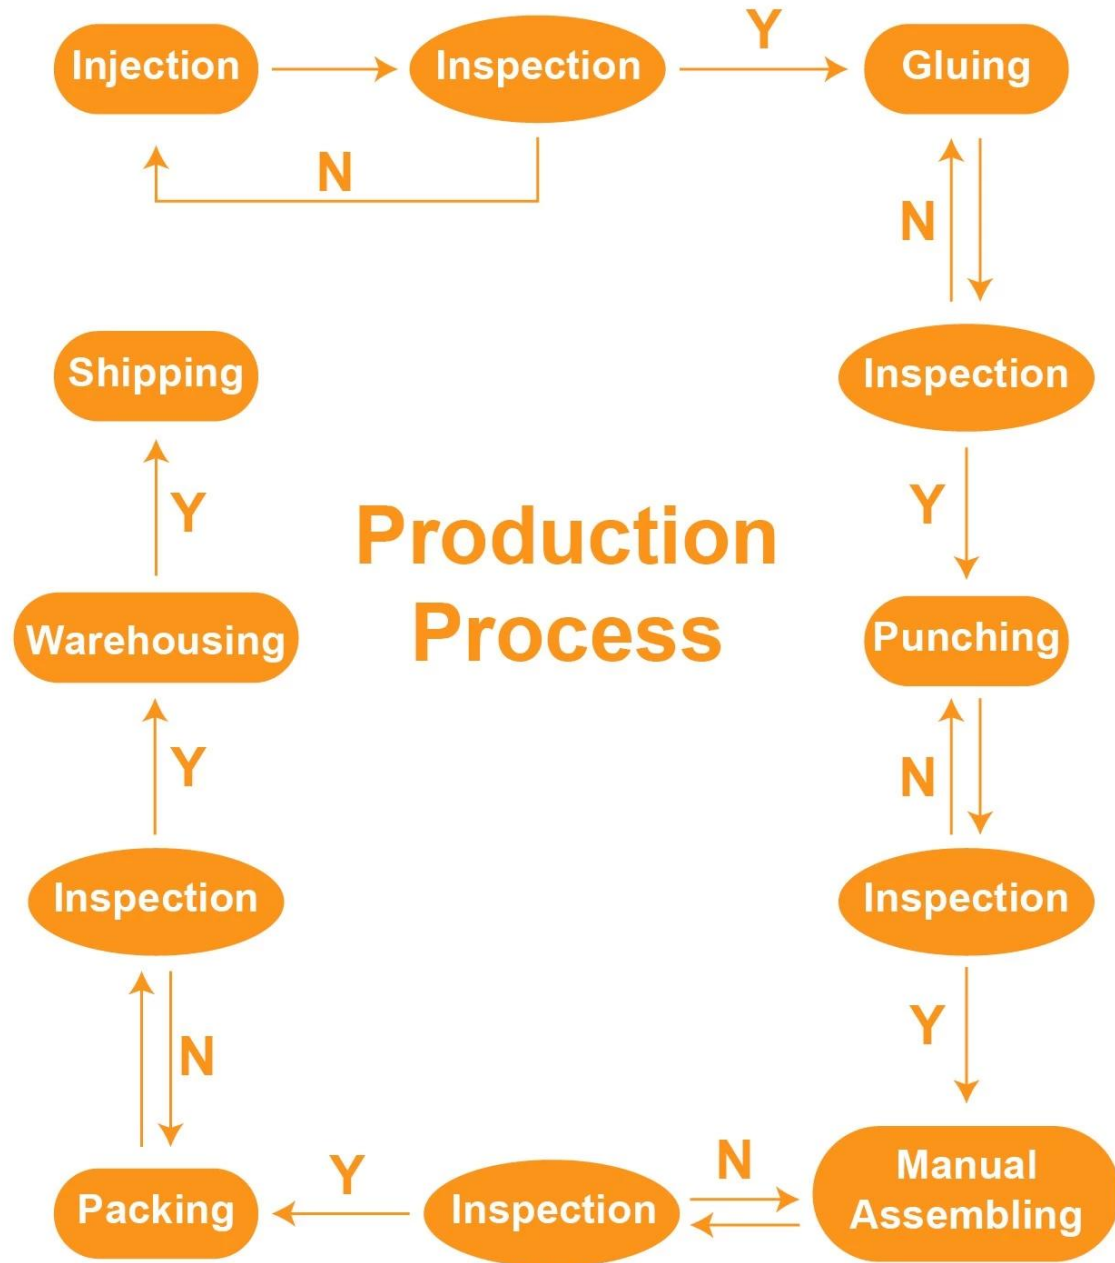 Injection
Inspection
Y
Gluing
N
N
Inspection
Shipping
Y
Y
Production
Process
Punching
Warehousing
Y
N
Inspection
Inspection
Y
N
Manual
Assembling
N
Inspection
Y
Packing